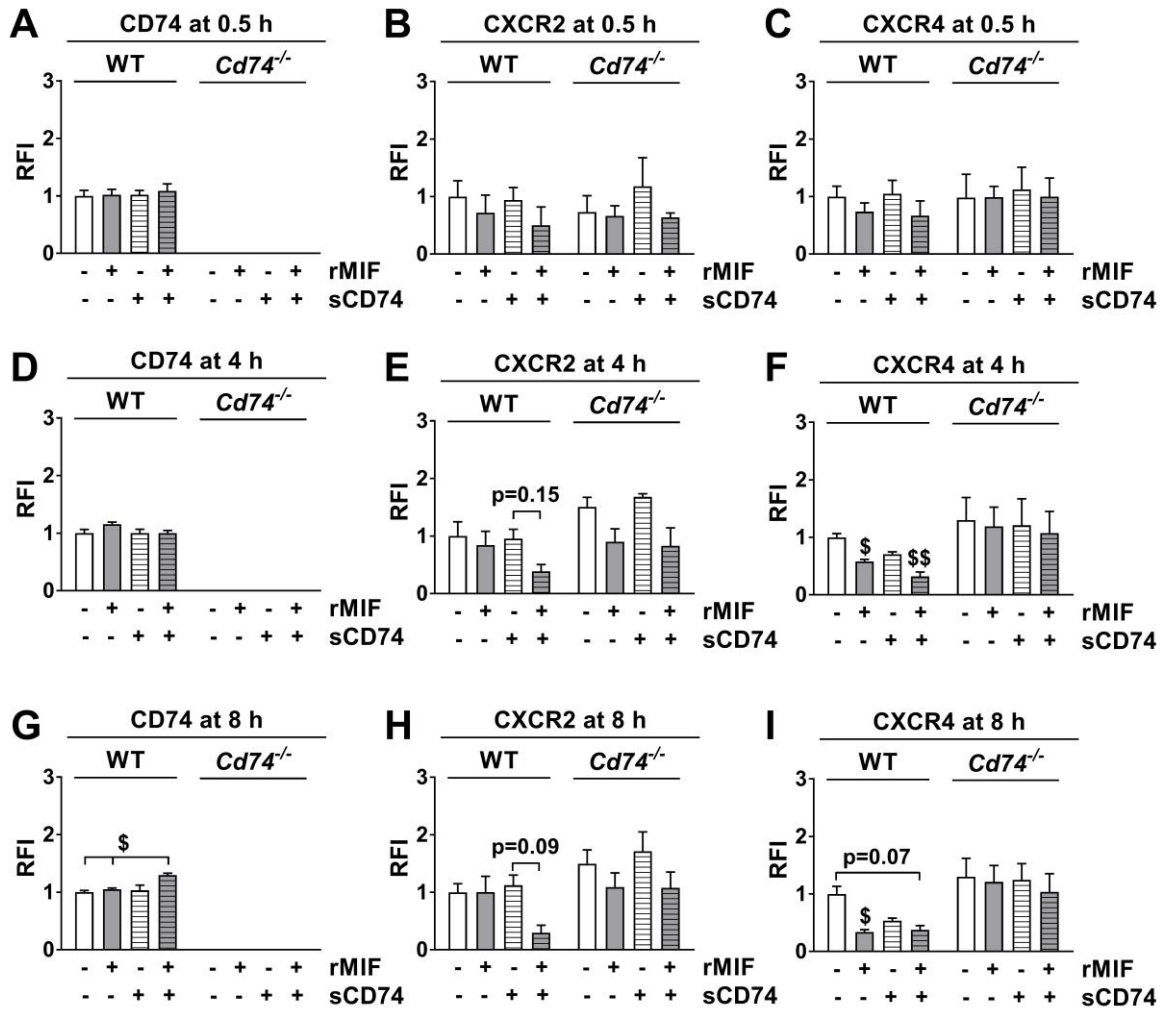 A CD74 at 0.5 h
WT Cd74-/-
3
2
1
0
RFI
- + - + - + - +
- - + + - - + +
rMIF
sCD74
B CXCR2 at 0.5 h
WT Cd74-/-
3
2
1
0
RFI
- + - + - + - +
- - + + - - + +
rMIF
sCD74
C CXCR4 at 0.5 h
WT Cd74-/-
3
2
1
0
RFI
- + - + - + - +
- - + + - - + +
rMIF
sCD74
D CD74 at 4 h
WT Cd74-/-
3
2
1
0
RFI
- + - + - + - +
- - + + - - + +
rMIF
sCD74
E CXCR2 at 4 h
WT Cd74-/-
3
2
1
0
RFI
p=0.15
- + - + - + - +
- - + + - - + +
rMIF
sCD74
F CXCR4 at 4 h
WT Cd74-/-
3
2
1
0
RFI
$ $$
- + - + - + - +
- - + + - - + +
rMIF
sCD74
G CD74 at 8 h
WT Cd74-/-
3
2
1
0
RFI
$
- + - + - + - +
- - + + - - + +
rMIF
sCD74
H CXCR2 at 8 h
WT Cd74-/-
3
2
1
0
RFI
p=0.09
- + - + - + - +
- - + + - - + +
rMIF
sCD74
I CXCR4 at 8 h
WT Cd74-/-
3
2
1
0
RFI
p=0.07
$
- + - + - + - +
- - + + - - + +
rMIF
sCD74